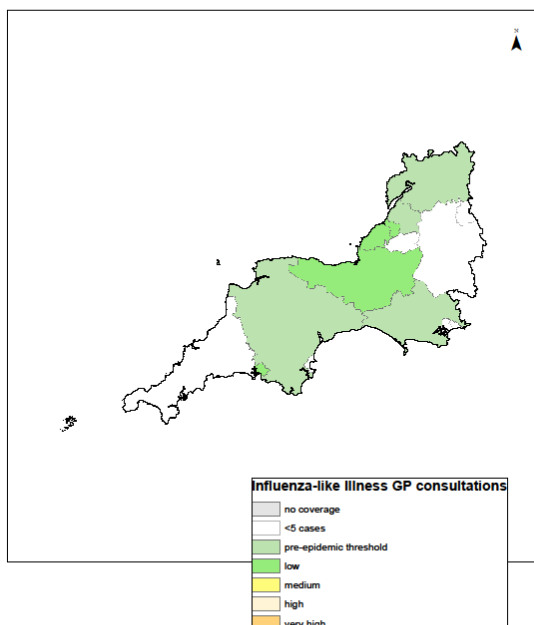 N
Influenza-like Illness GP consultations
no coverage
<5 cases
pre-epidemic threshold
low
medium
high
very high